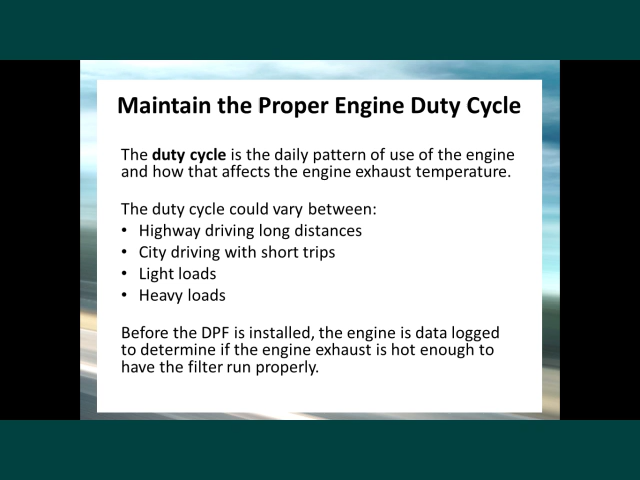 Maintain the Proper Engine Duty Cycle
The duty cycle is the daily pattern of use of the engine
and how that affects the engine exhaust temperature.
The duty cycle could vary between:
• Highway driving long distances
• City driving with short trips
• Light loads
• Heavy loads
Before the DPF is installed, the engine is data logged
to determine if the engine exhaust is hot enough to
have the filter run properly.